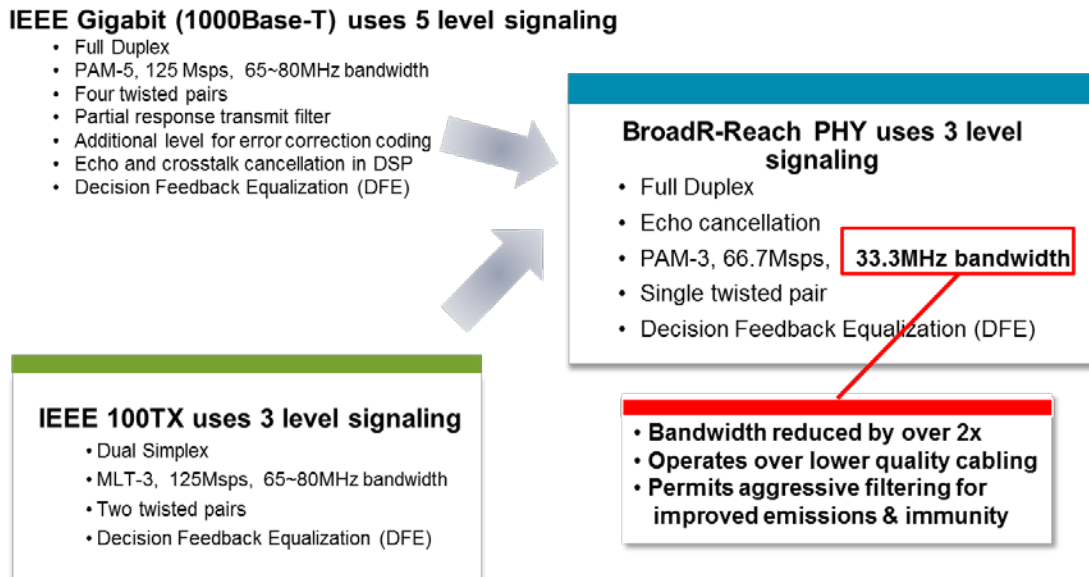 IEEE Gigabit (1000Base-T) uses 5 level signaling
• Full Duplex
• PAM-5, 125 Msps, 65~80MHz bandwidth
• Four twisted pairs
• Partial response transmit filter
• Additional level for error correction coding
• Echo and crosstalk cancellation in DSP
• Decision Feedback Equalization (DFE)
BroadR-Reach PHY uses 3 level
signaling
• Full Duplex
• Echo cancellation
• PAM-3, 66.7Msps, 33.3MHz bandwidth
• Single twisted pair
• Decision Feedback Equalization (DFE)
IEEE 100TX uses 3 level signaling
• Dual Simplex
• MLT-3, 125Msps, 65~80MHz bandwidth
• Two twisted pairs
• Decision Feedback Equalization (DFE)
• Bandwidth reduced by over 2x
• Operates over lower quality cabling
• Permits aggressive filtering for
improved emissions & immunity